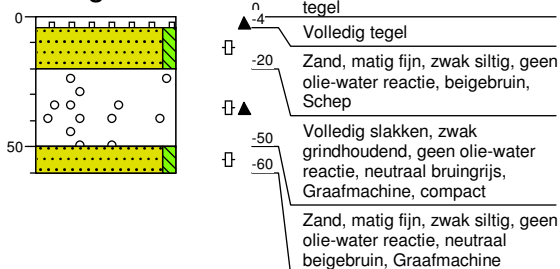 0
tegel
-4
Volledig tegel
-20
Zand, matig fijn, zwak siltig, geen
olie-water reactie, beigebruin,
Schep
Volledig slakken, zwak
grindhoudend, geen olie-water
reactie, neutraal bruingrijs,
Graafmachine, compact
50
-50
-60
Zand, matig fijn, zwak siltig, geen
olie-water reactie, neutraal
beigebruin, Graafmachine